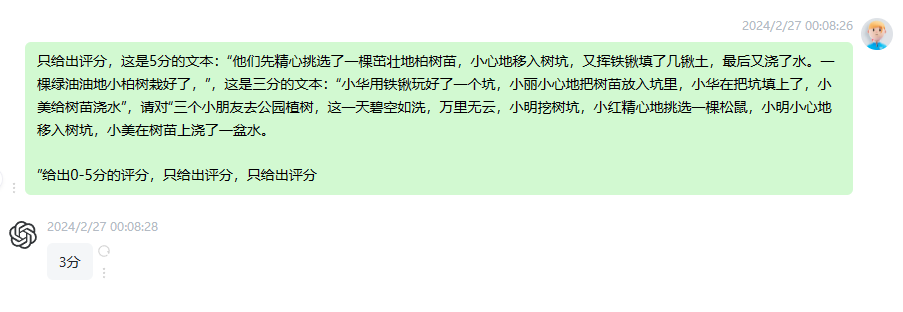 2024/2/27 00:08:26
只给出评分，这是5分的文本：“他们先精心挑选了一棵茁壮地柏树苗，小心地移入树坑，又挥铁锹填了几锹土，最后又浇了水。一
棵绿油油地小柏树栽好了，”，这是三分的文本：“小华用铁锹玩好了一个坑，小丽小心地把树苗放入坑里，小华在把坑填上了，小
美给树苗浇水”，请对“三个小朋友去公园植树，这一天碧空如洗，万里无云，小明挖树坑，小红精心地挑选一棵松鼠，小明小心地
移入树坑，小美在树苗上浇了一盆水。
”给出0-5分的评分，只给出评分，只给出评分
2024/2/27 00:08:28
3分